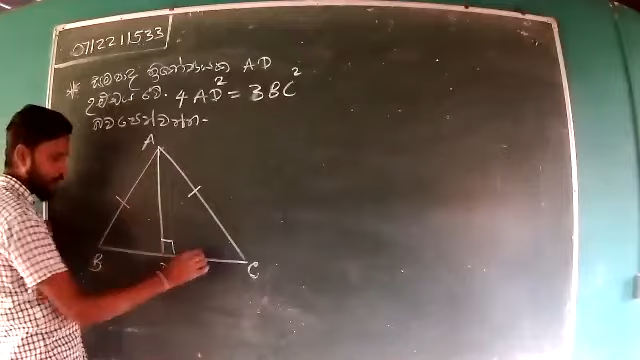 0712211533
* සමපාද ත්‍රිකෝණයක AD
උච්චය වේ. 4AD² = 3BC²
බව පෙන්වන්න.
A
B
C